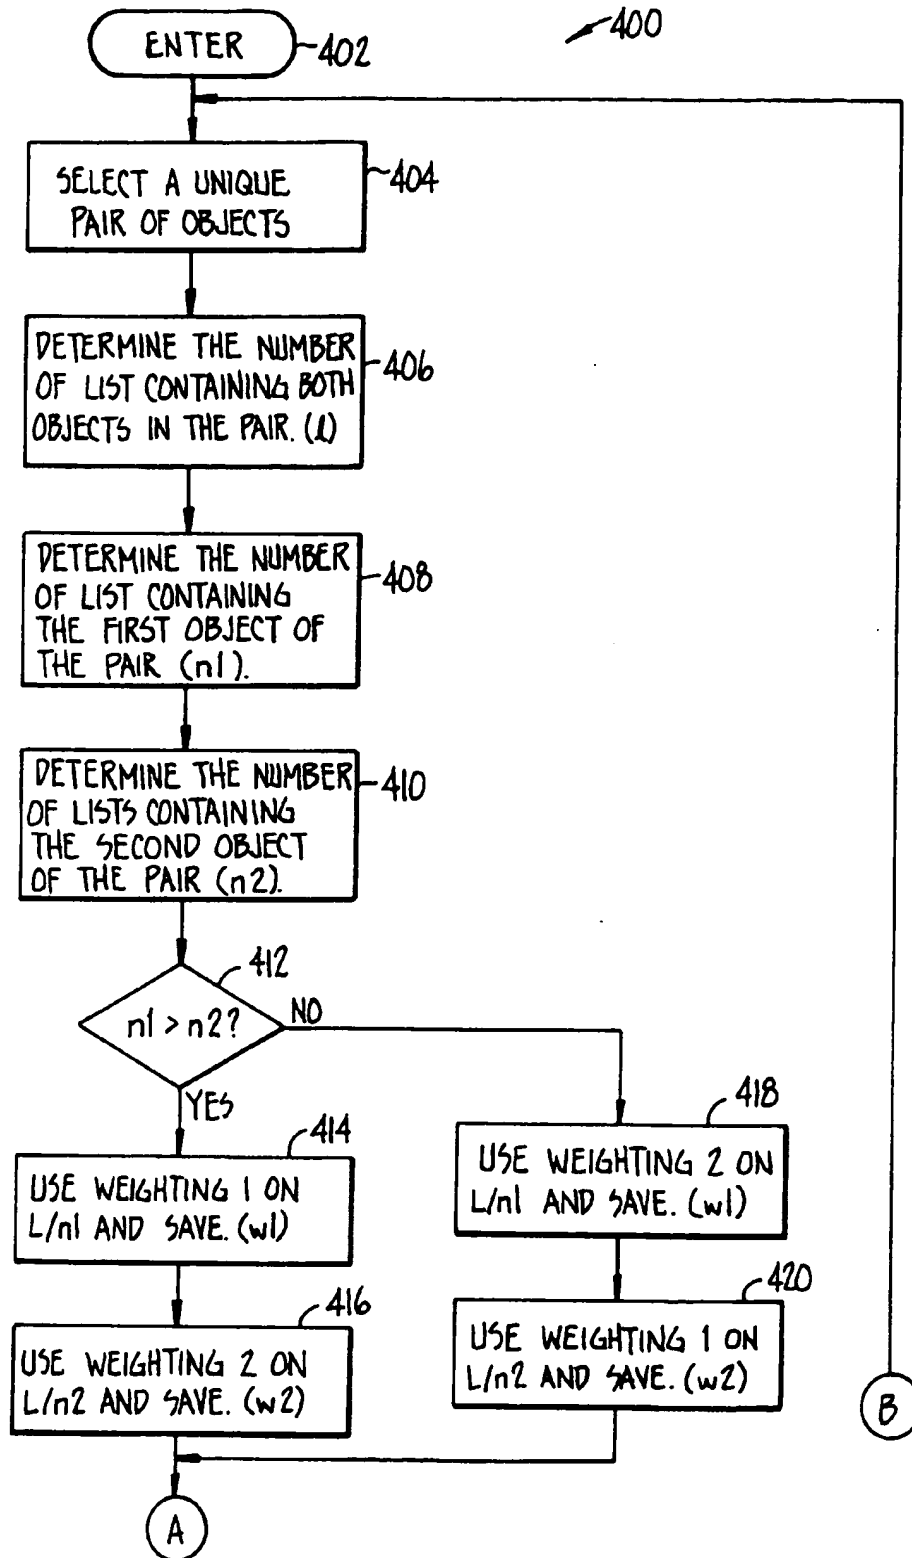 400
ENTER
402
SELECT A UNIQUE
PAIR OF OBJECTS
404
DETERMINE THE NUMBER
OF LIST CONTAINING BOTH
OBJECTS IN THE PAIR. (l)
406
DETERMINE THE NUMBER
OF LIST CONTAINING
THE FIRST OBJECT OF
THE PAIR (n1).
408
DETERMINE THE NUMBER
OF LISTS CONTAINING
THE SECOND OBJECT
OF THE PAIR (n2).
410
412
n1 > n2?
NO
YES
414
USE WEIGHTING 1 ON
L/n1 AND SAVE. (w1)
416
USE WEIGHTING 2 ON
L/n2 AND SAVE. (w2)
418
USE WEIGHTING 2 ON
L/n1 AND SAVE. (w1)
420
USE WEIGHTING 1 ON
L/n2 AND SAVE. (w2)
B
A